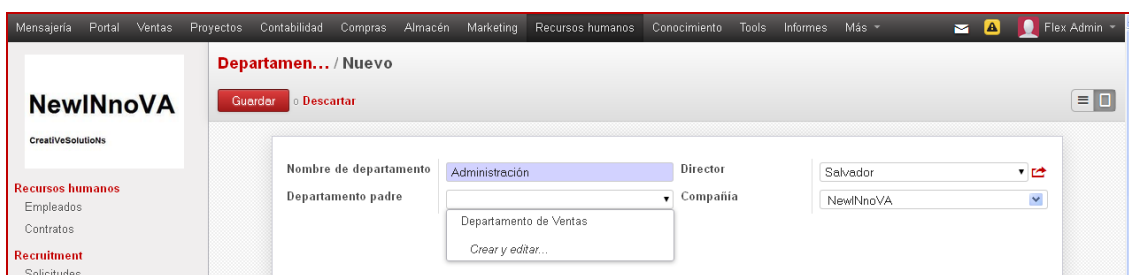 Mensajería Portal Ventas Proyectos Contabilidad Compras Almacén Marketing Recursos humanos Conocimiento Tools Informes Más Flex Admin
Departamen... / Nuevo
Guardar o Descartar
NewINnoVA
CreatiVeSolutioNs
Nombre de departamento Administración Director Salvador
Departamento padre Compañía NewINnoVA
Departamento de Ventas
Crear y editar...
Recursos humanos
Empleados
Contratos
Recruitment
Solicitudes